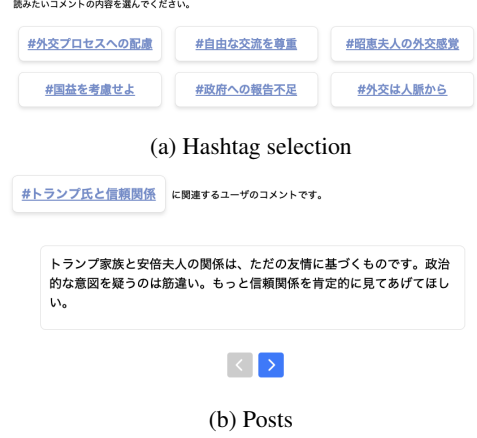 読みたいコメントの内容を選んでください。
#外交プロセスへの配慮 #自由な交流を尊重 #昭恵夫人の外交感覚
#国益を考慮せよ #政府への報告不足 #外交は人脈から
(a) Hashtag selection
#トランプ氏と信頼関係 に関連するユーザのコメントです。
トランプ家族と安倍夫人の関係は、ただの友情に基づくものです。政治
的な意図を疑うのは筋違い。もっと信頼関係を肯定的に見てあげてほし
い。
(b) Posts